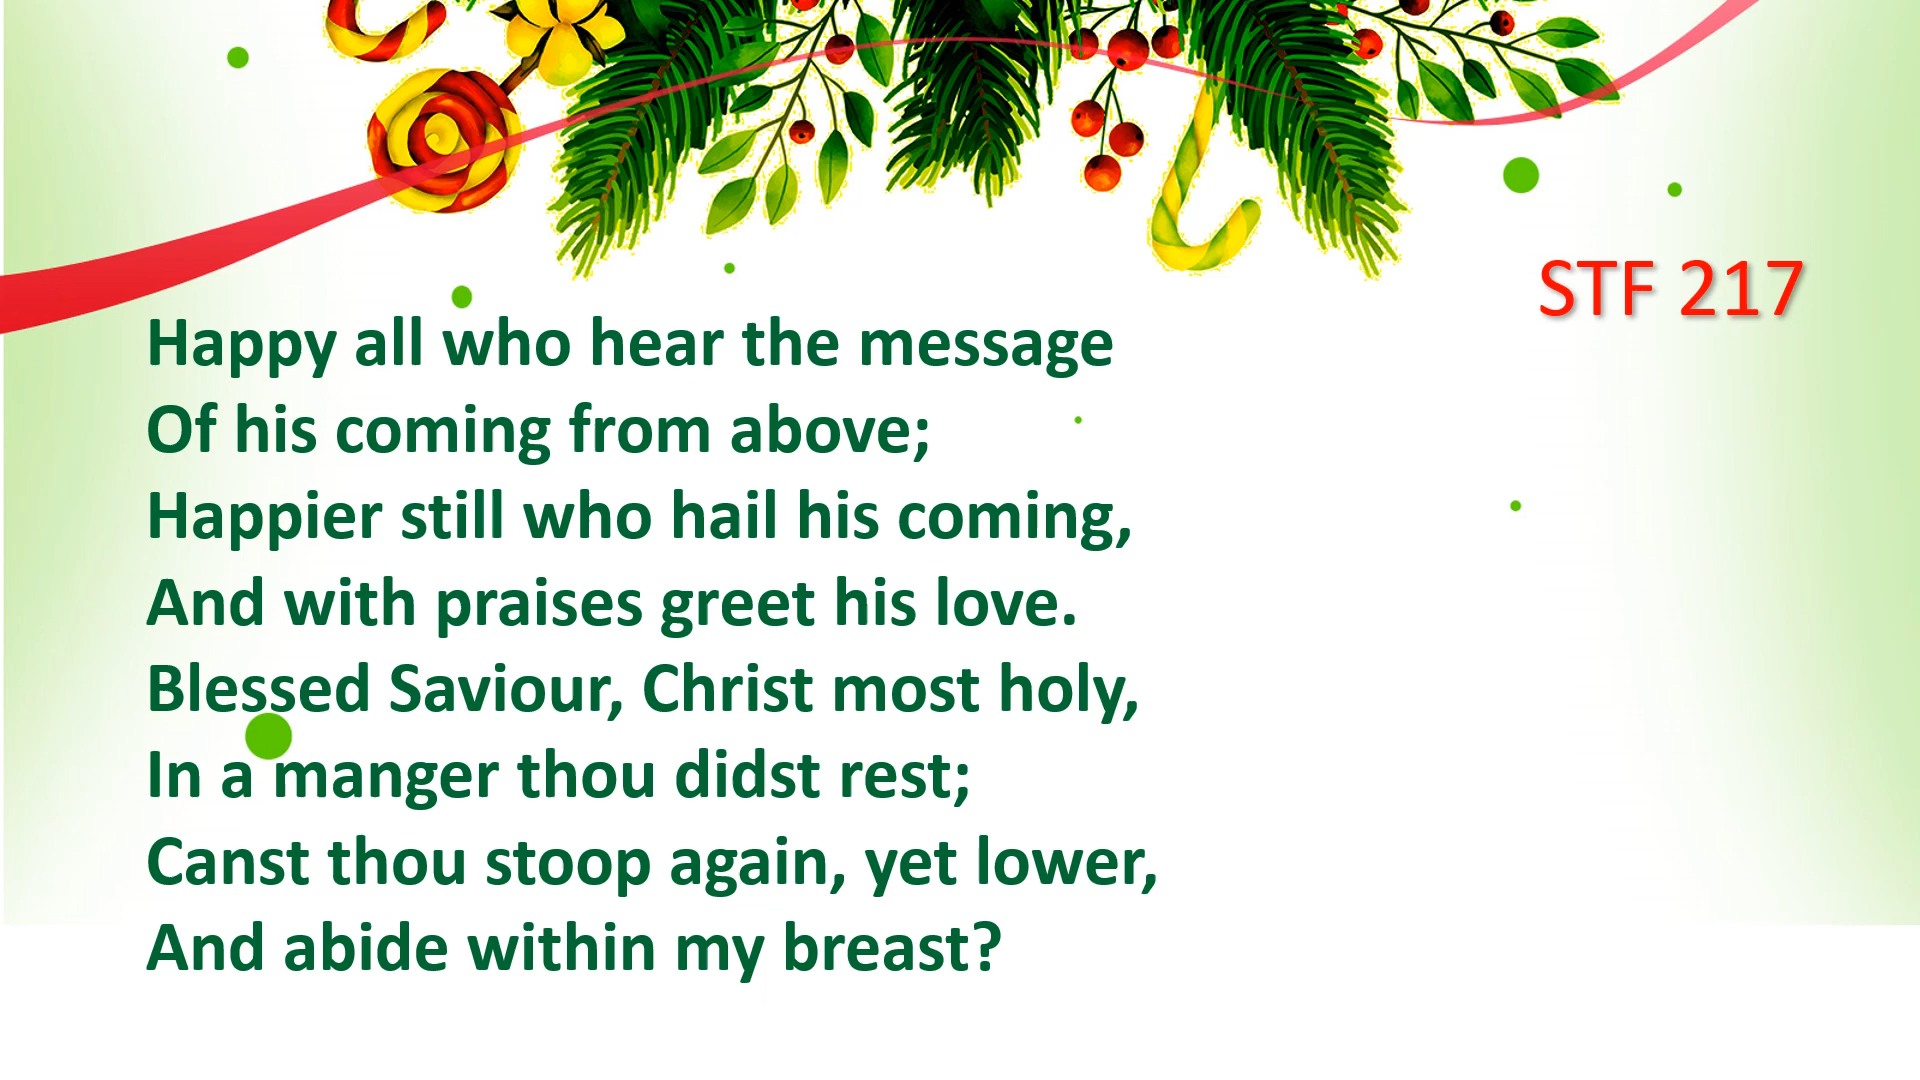 STF 217
Happy all who hear the message
Of his coming from above;
Happier still who hail his coming,
And with praises greet his love.
Blessed Saviour, Christ most holy,
In a manger thou didst rest;
Canst thou stoop again, yet lower,
And abide within my breast?